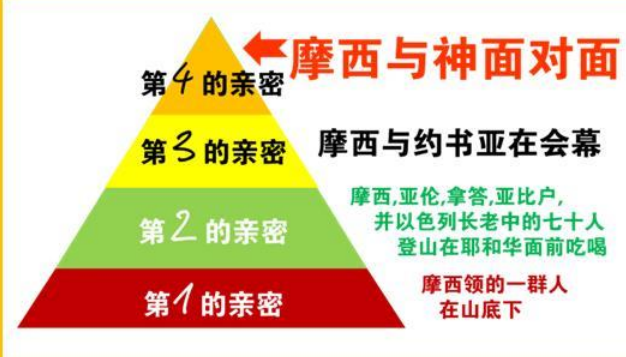 第4的亲密
摩西与神面对面
第3的亲密
摩西与约书亚在会幕
第2的亲密
摩西,亚伦,拿答,亚比户,
并以色列长老中的七十人
登山在耶和华面前吃喝
第1的亲密
摩西领的一群人
在山底下